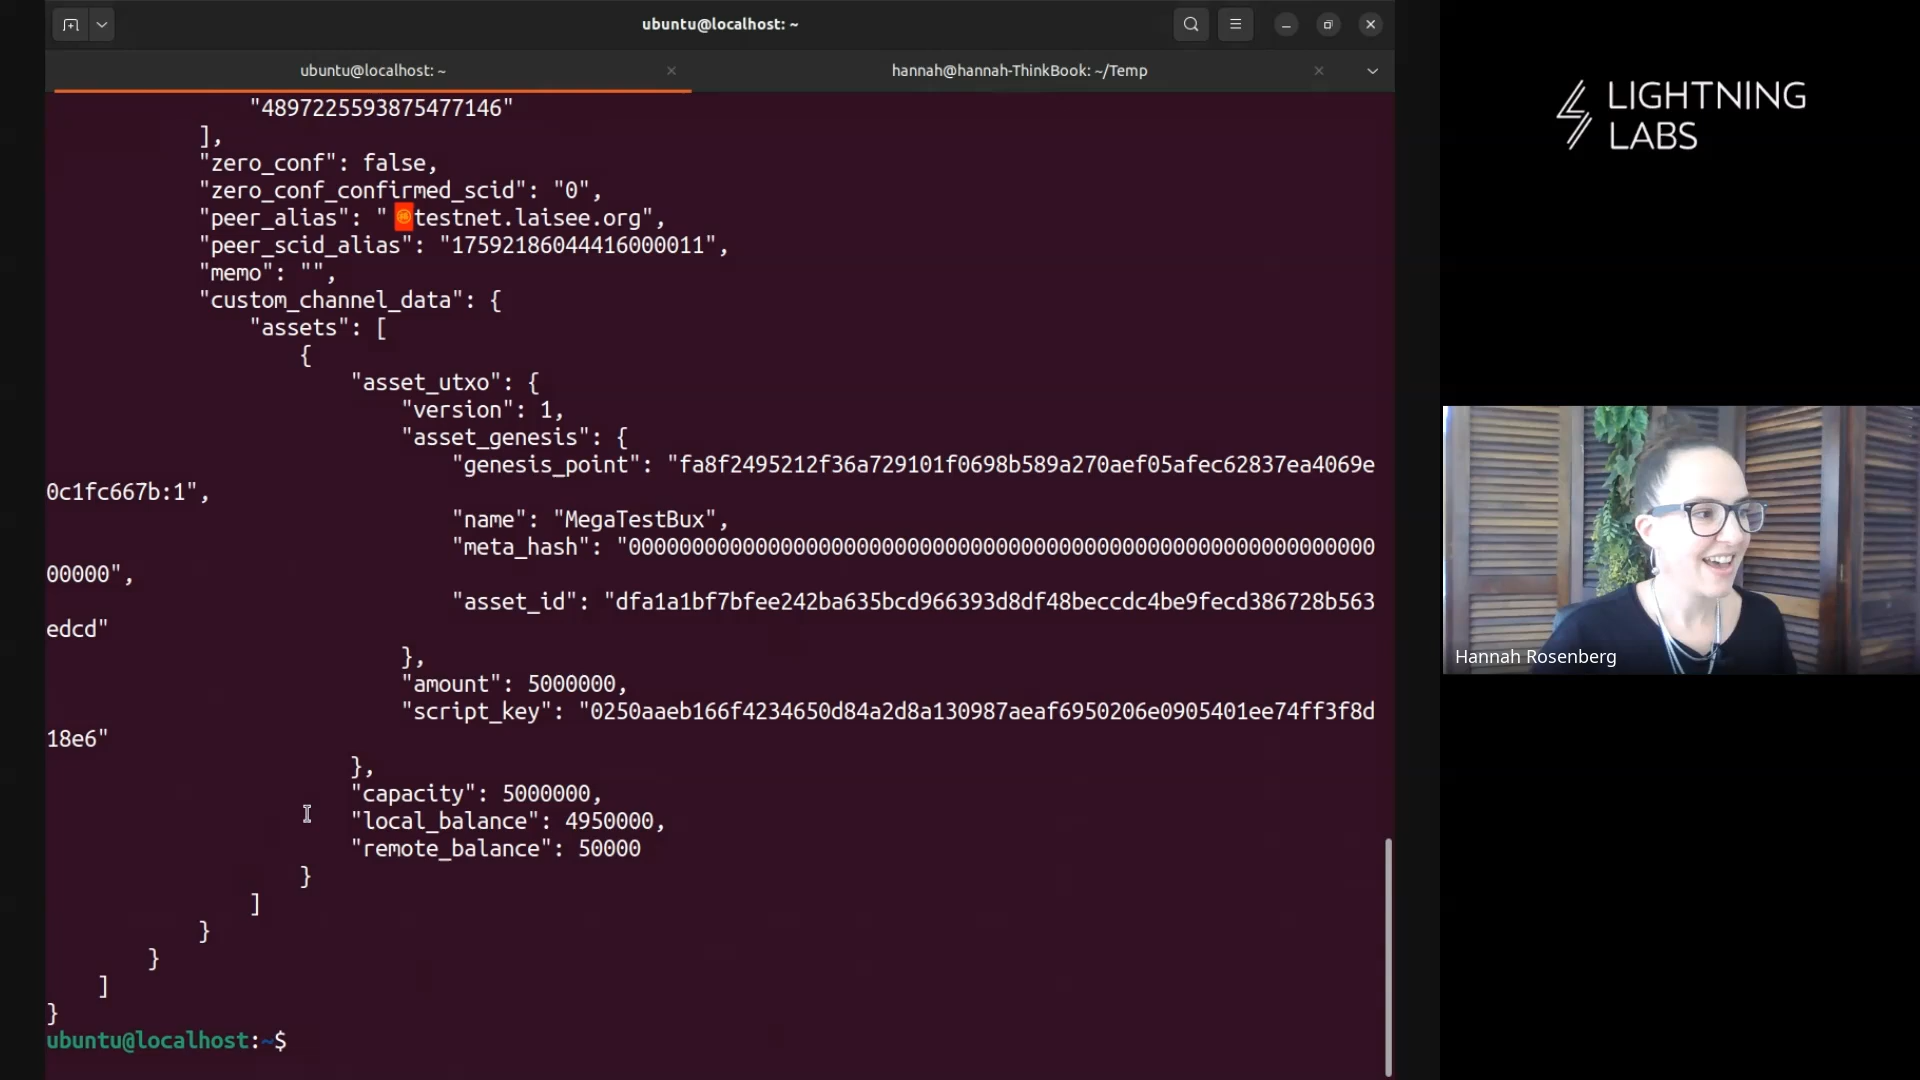 ubuntu@localhost: ~
ubuntu@localhost: ~
hannah@hannah-ThinkBook: ~/Temp
"4897225593875477146"
],
"zero_conf": false,
"zero_conf_confirmed_scid": "0",
"peer_alias": " testnet.laisee.org",
"peer_scid_alias": "17592186044416000011",
"memo": "",
"custom_channel_data": {
"assets": [
{
"asset_utxo": {
"version": 1,
"asset_genesis": {
"genesis_point": "fa8f2495212f36a729101f0698b589a270aef05afec62837ea4069e
0c1fc667b:1",
"name": "MegaTestBux",
"meta_hash": "00000000000000000000000000000000000000000000000000000000000
00000",
"asset_id": "dfa1a1bf7bfee242ba635bcd966393d8df48beccdc4be9fecd386728b563
edcd"
},
"amount": 5000000,
"script_key": "0250aaeb166f4234650d84a2d8a130987aeaf6950206e0905401ee74ff3f8d
18e6"
},
"capacity": 5000000,
"local_balance": 4950000,
"remote_balance": 50000
}
]
}
}
]
}
ubuntu@localhost:~$
LIGHTNING
LABS
Hannah Rosenberg